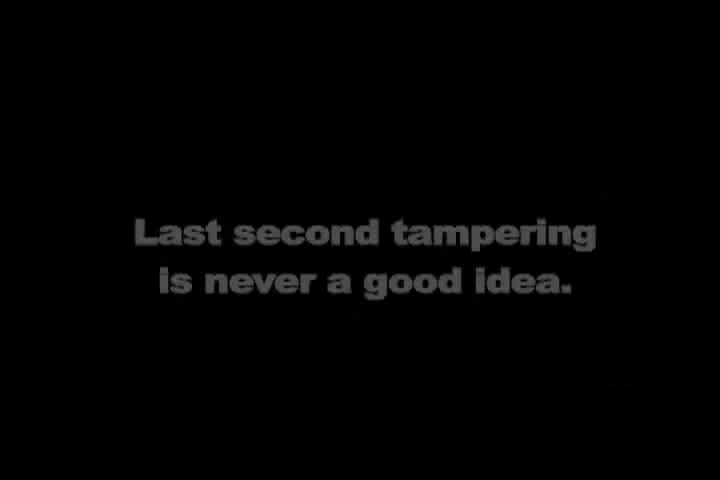 Last second tampering
is never a good idea.